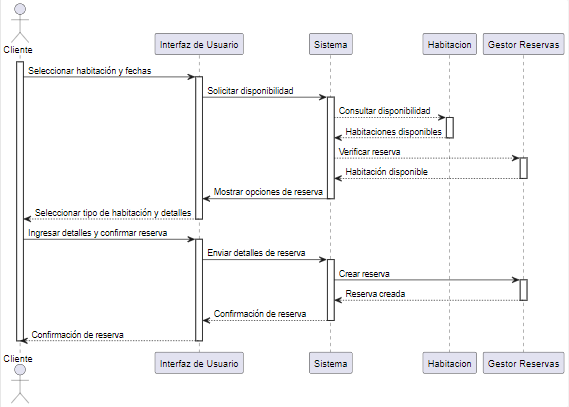 Cliente
Interfaz de Usuario
Sistema
Habitacion
Gestor Reservas
Seleccionar habitación y fechas
Solicitar disponibilidad
Consultar disponibilidad
Habitaciones disponibles
Verificar reserva
Habitación disponible
Mostrar opciones de reserva
Seleccionar tipo de habitación y detalles
Ingresar detalles y confirmar reserva
Enviar detalles de reserva
Crear reserva
Reserva creada
Confirmación de reserva
Confirmación de reserva
Cliente
Interfaz de Usuario
Sistema
Habitacion
Gestor Reservas